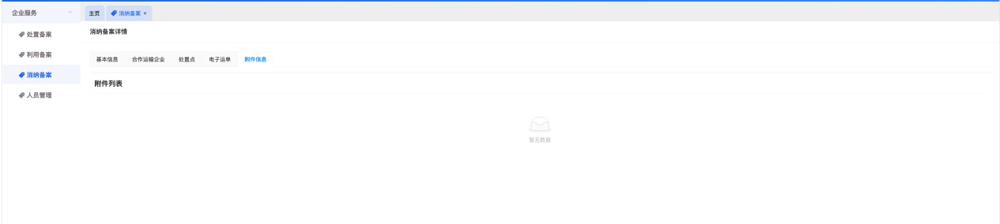 企业服务
处置备案
利用备案
消纳备案
人员管理
主页 消纳备案 ×
消纳备案详情
基本信息 合作运输企业 处置点 电子运单 附件信息
附件列表
暂无数据